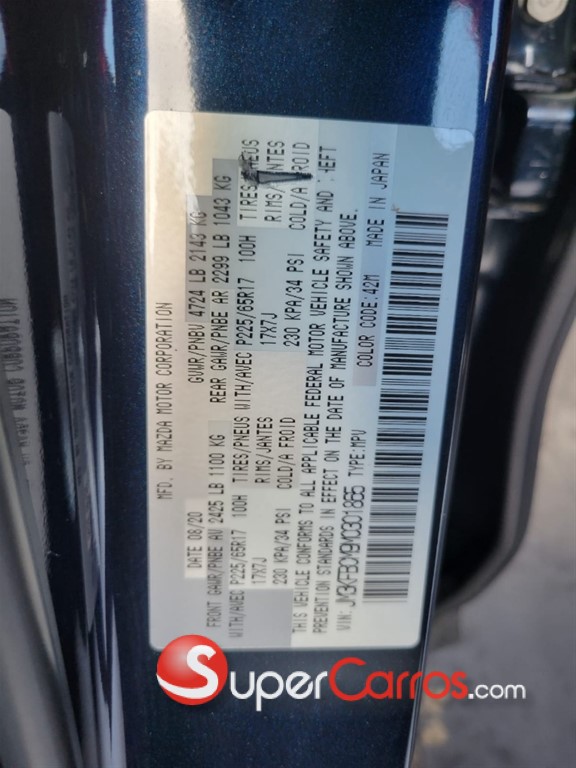 MFD. BY MAZDA MOTOR CORPORATION
DATE 08/20 GVWR/PNBV 4724 LB 2143 KG
FRONT GAWR/PNBE AV 2425 LB 1100 KG REAR GAWR/PNBE AR 2299 LB 1043 KG
WITH/AVEC P225/65R17 100H TIRES/PNEUS WITH/AVEC P225/65R17 100H TIRES/PNEUS
17X7J RIMS/JANTES 17X7J RIMS/JANTES
230 KPA/34 PSI COLD/A FROID 230 KPA/34 PSI COLD/A FROID
THIS VEHICLE CONFORMS TO ALL APPLICABLE FEDERAL MOTOR VEHICLE SAFETY AND THEFT
PREVENTION STANDARDS IN EFFECT ON THE DATE OF MANUFACTURE SHOWN ABOVE.
VIN: TYPE: MPV COLOR CODE: 42M MADE IN JAPAN
SuperCarros.com